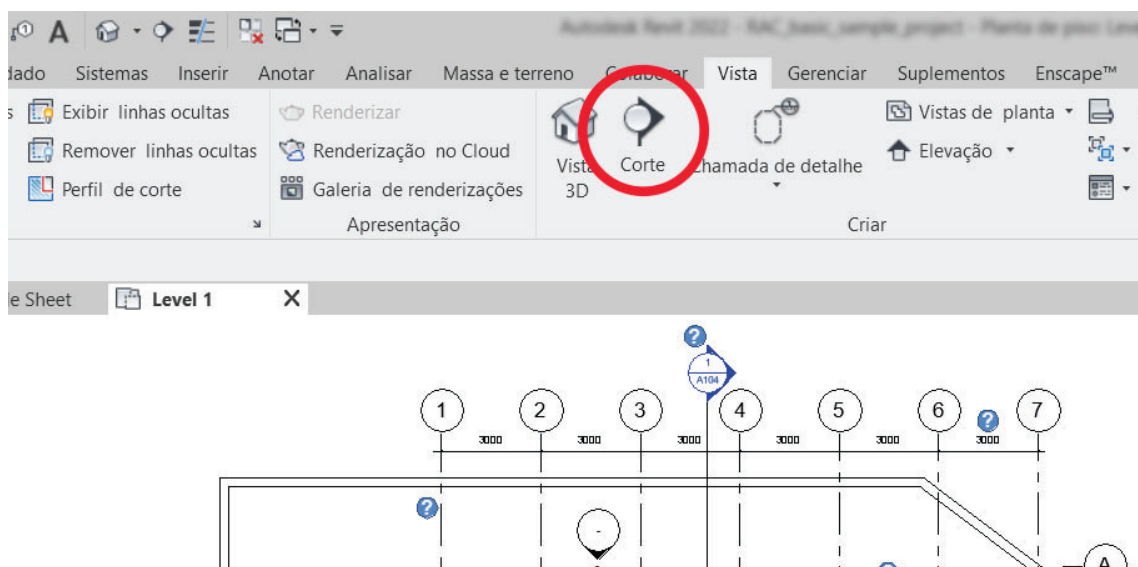 Autodesk Revit 2022 - RAC_basic_sample_project - Planta de piso: Leve
dado Sistemas Inserir Anotar Analisar Massa e terreno Colaborar Vista Gerenciar Suplementos Enscape™
s Exibir linhas ocultas Renderizar Vistas de planta
Remover linhas ocultas Renderização no Cloud Vista Corte Chamada de detalhe Elevação
Perfil de corte Galeria de renderizações 3D
Apresentação Criar
e Sheet Level 1 X
1
A104
1 2 3 4 5 6 7
3000 3000 3000 3000 3000 3000
-
A